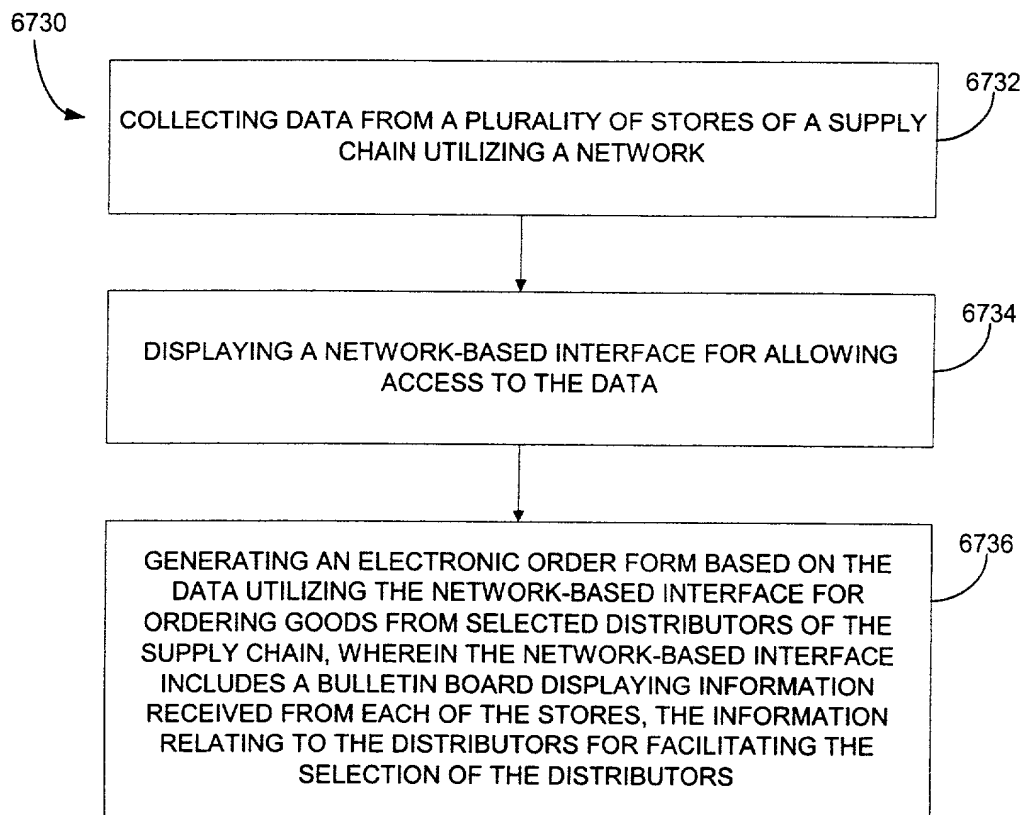 6730
6732
COLLECTING DATA FROM A PLURALITY OF STORES OF A SUPPLY
CHAIN UTILIZING A NETWORK
6734
DISPLAYING A NETWORK-BASED INTERFACE FOR ALLOWING
ACCESS TO THE DATA
6736
GENERATING AN ELECTRONIC ORDER FORM BASED ON THE
DATA UTILIZING THE NETWORK-BASED INTERFACE FOR
ORDERING GOODS FROM SELECTED DISTRIBUTORS OF THE
SUPPLY CHAIN, WHEREIN THE NETWORK-BASED INTERFACE
INCLUDES A BULLETIN BOARD DISPLAYING INFORMATION
RECEIVED FROM EACH OF THE STORES, THE INFORMATION
RELATING TO THE DISTRIBUTORS FOR FACILITATING THE
SELECTION OF THE DISTRIBUTORS